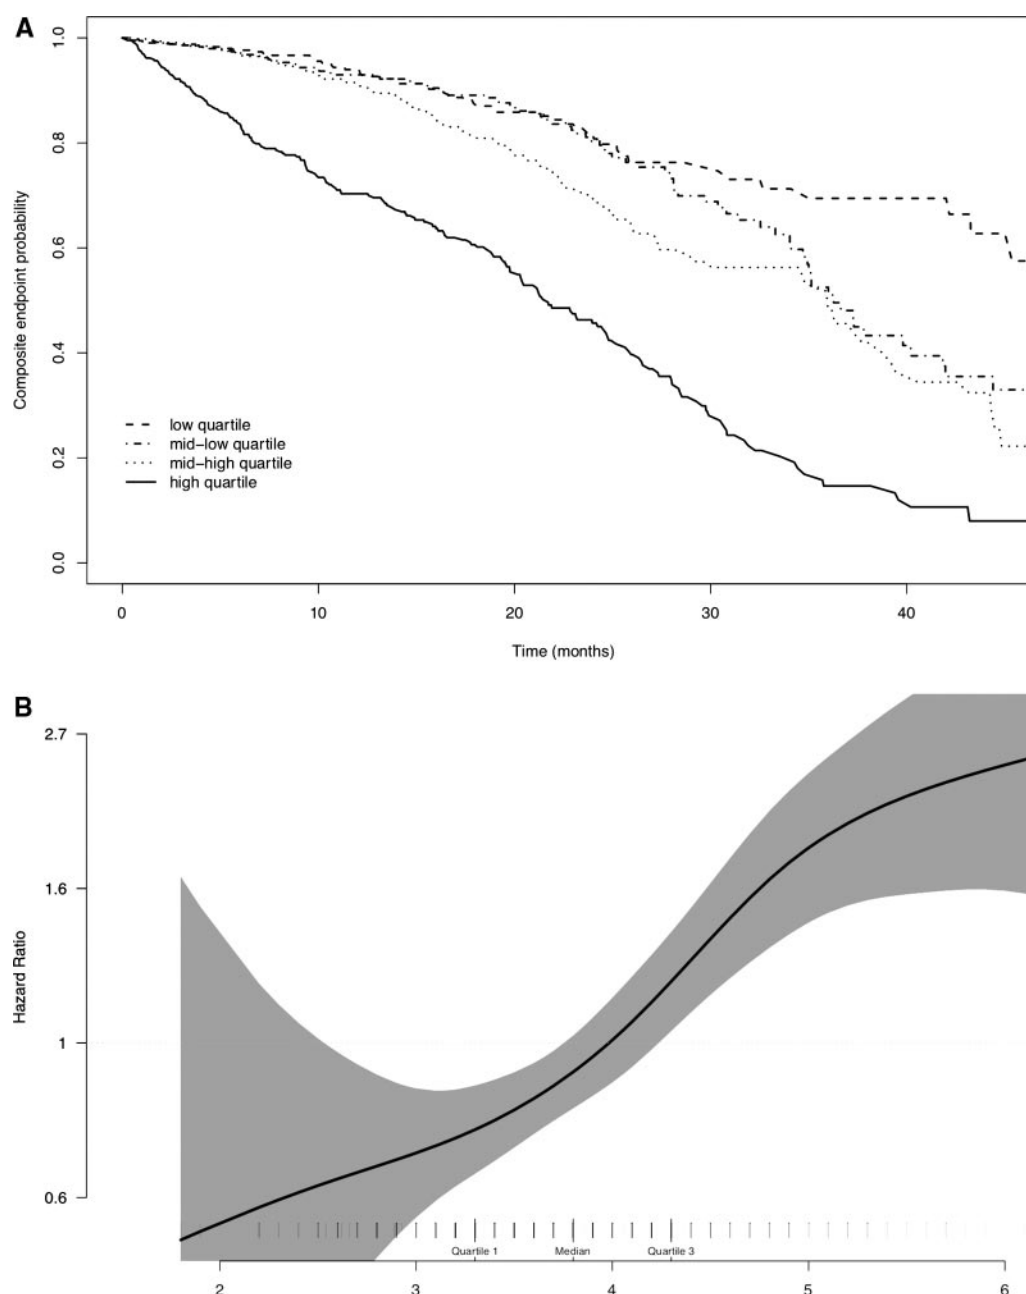 A
1.0
0.8
0.6
0.4
0.2
0.0
Composite endpoint probability
low quartile
mid−low quartile
mid−high quartile
high quartile
0 10 20 30 40
Time (months)
B
2.7
1.6
1
0.6
Hazard Ratio
Quartile 1 Median Quartile 3
2 3 4 5 6